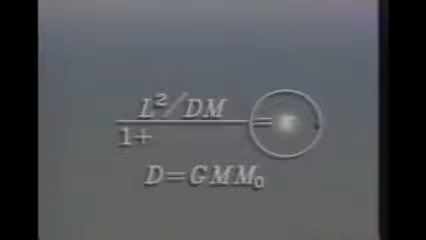 L²/DM
1+ =
D=GMM₀